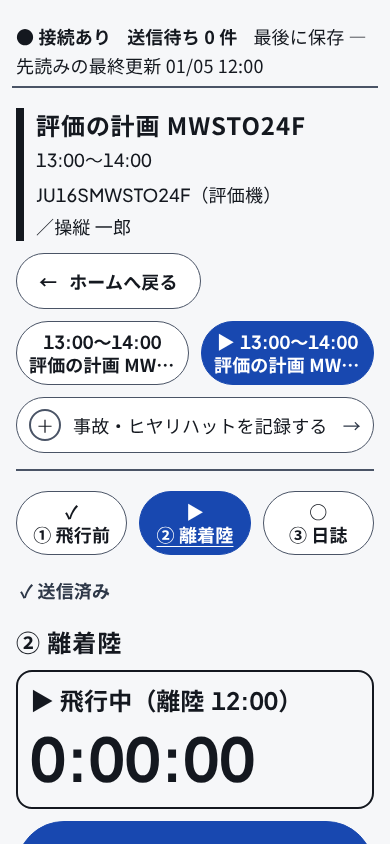 ● 接続あり 送信待ち 0 件 最後に保存 —
先読みの最終更新 01/05 12:00
評価の計画 MWSTO24F
13:00〜14:00
JU16SMWSTO24F（評価機）
／操縦 一郎
← ホームへ戻る
13:00〜14:00
評価の計画 MW…
▶ 13:00〜14:00
評価の計画 MW…
＋ 事故・ヒヤリハットを記録する →
✓
① 飛行前
▶
② 離着陸
○
③ 日誌
✓ 送信済み
② 離着陸
▶ 飛行中（離陸 12:00）
0:00:00